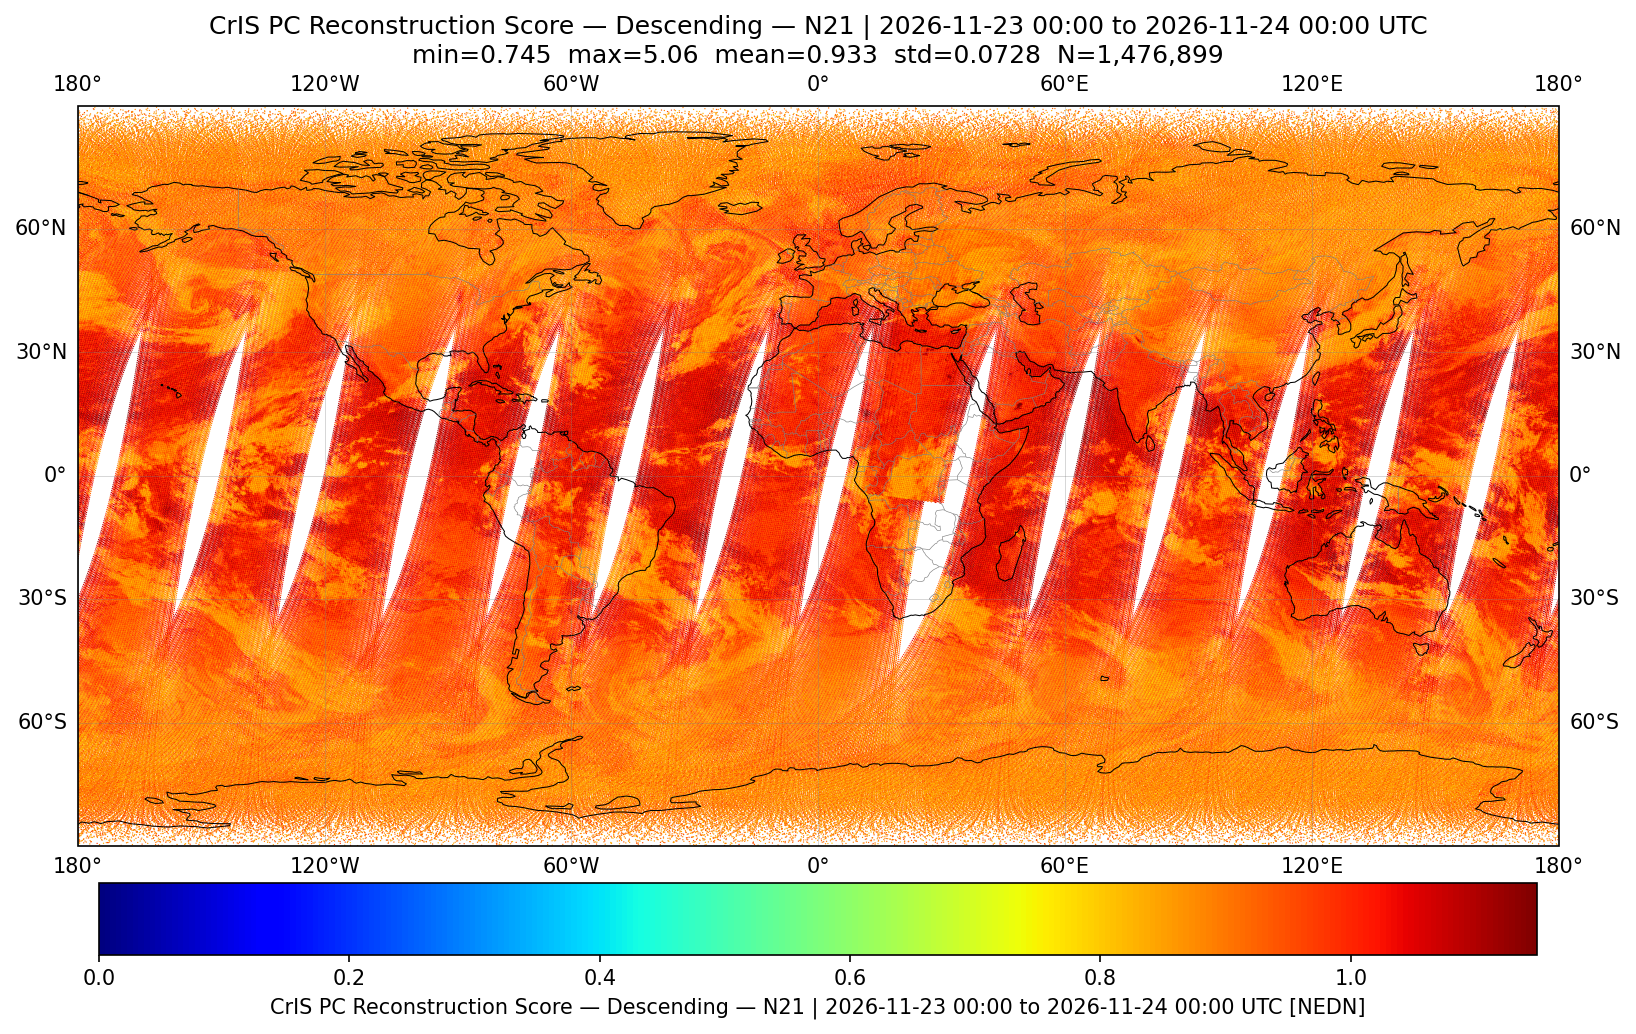 CrIS PC Reconstruction Score — Descending — N21 | 2026-11-23 00:00 to 2026-11-24 00:00 UTC
min=0.745 max=5.06 mean=0.933 std=0.0728 N=1,476,899
180° 120°W 60°W 0° 60°E 120°E 180°
60°N 60°N
30°N 30°N
0° 0°
30°S 30°S
60°S 60°S
180° 120°W 60°W 0° 60°E 120°E 180°
0.0 0.2 0.4 0.6 0.8 1.0
CrIS PC Reconstruction Score — Descending — N21 | 2026-11-23 00:00 to 2026-11-24 00:00 UTC [NEDN]